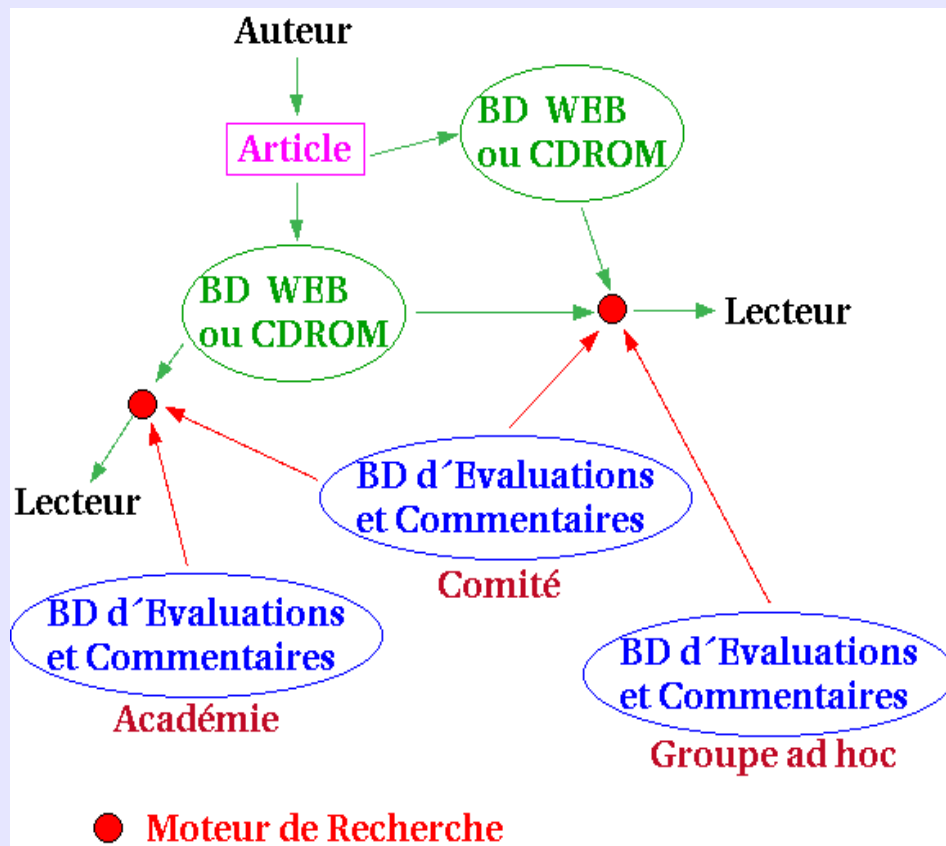 Auteur
Article
BD WEB
ou CDROM
BD WEB
ou CDROM
Lecteur
Lecteur
BD d´Evaluations
et Commentaires
Comité
BD d´Evaluations
et Commentaires
Académie
BD d´Evaluations
et Commentaires
Groupe ad hoc
Moteur de Recherche